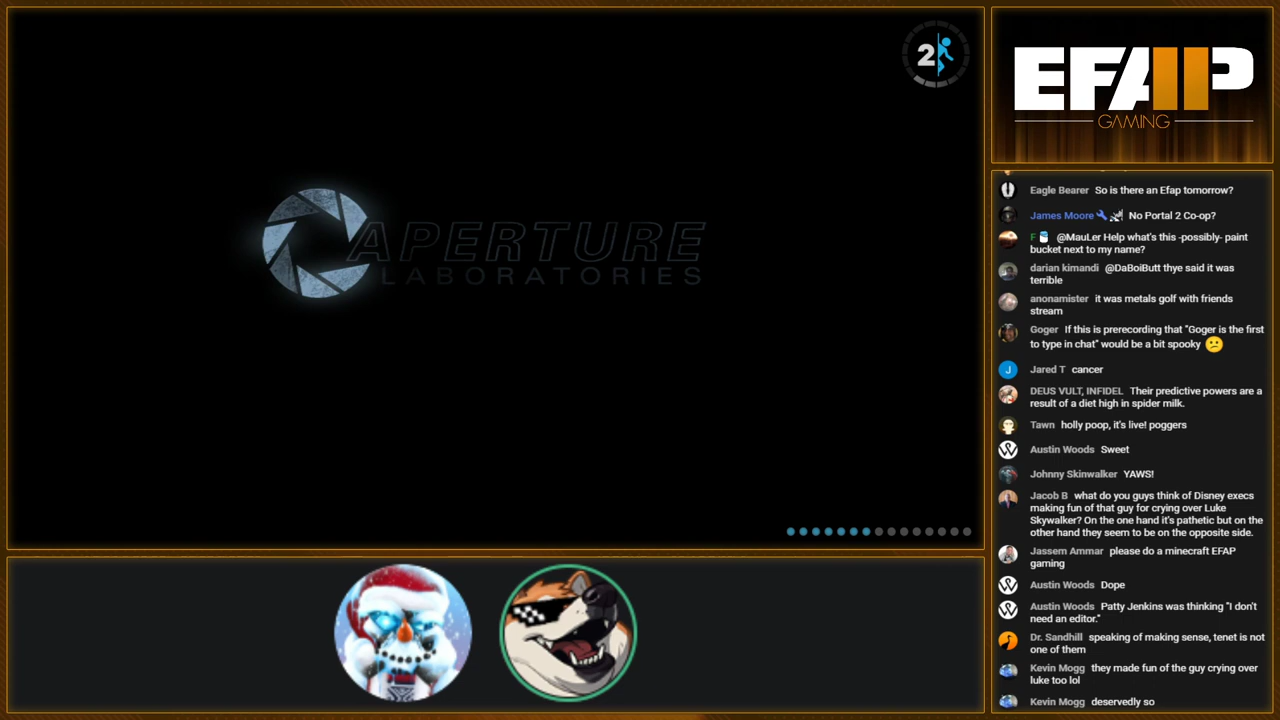 2
APERTURE
LABORATORIES
EFAIIP
GAMING
Eagle Bearer So is there an Efap tomorrow?
James Moore No Portal 2 Co-op?
F @MauLer Help what's this -possibly- paint
bucket next to my name?
darian kimandi @DaBoiButt thye said it was
terrible
anonamister it was metals golf with friends
stream
Goger If this is prerecording that "Goger is the first
to type in chat" would be a bit spooky
J Jared T cancer
DEUS VULT, INFIDEL Their predictive powers are a
result of a diet high in spider milk.
Tawn holly poop, it's live! poggers
Austin Woods Sweet
Johnny Skinwalker YAWS!
Jacob B what do you guys think of Disney execs
making fun of that guy for crying over Luke
Skywalker? On the one hand it's pathetic but on the
other hand they seem to be on the opposite side.
Jassem Ammar please do a minecraft EFAP
gaming
Austin Woods Dope
Austin Woods Patty Jenkins was thinking "I don't
need an editor."
Dr. Sandhill speaking of making sense, tenet is not
one of them
Kevin Mogg they made fun of the guy crying over
luke too lol
Kevin Mogg deservedly so